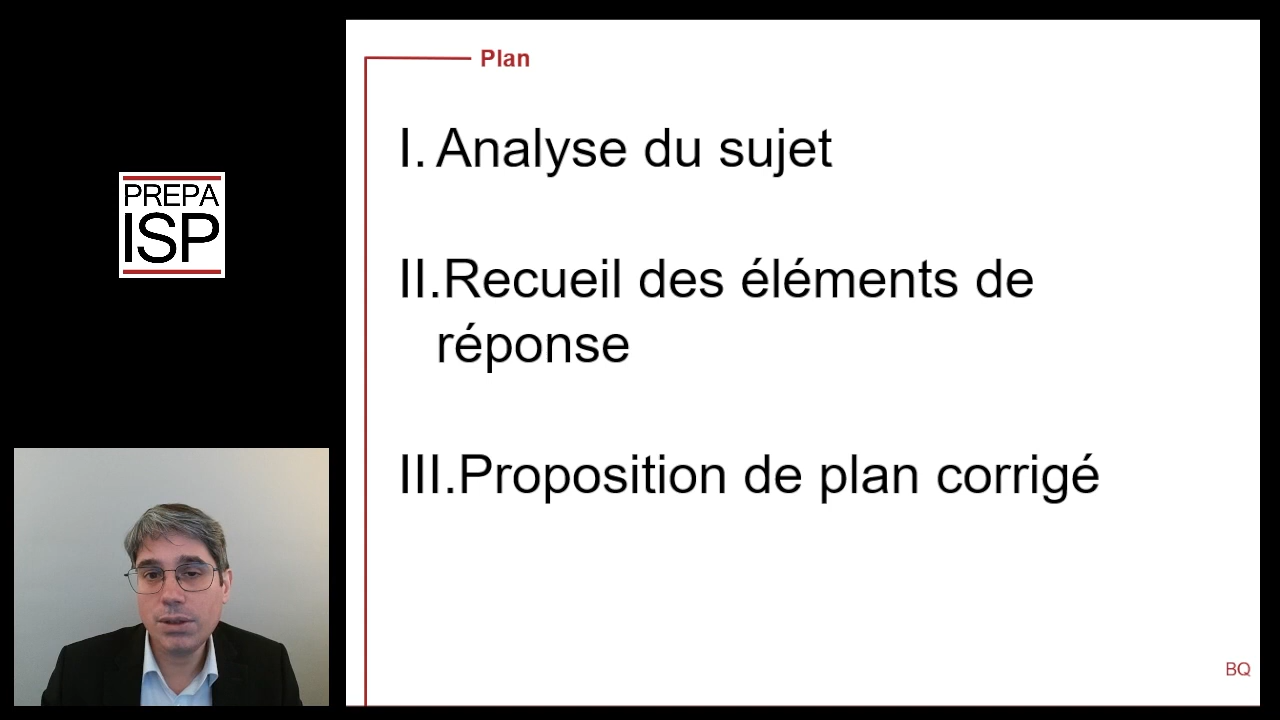 PREPA
ISP
Plan
I. Analyse du sujet
II.Recueil des éléments de
réponse
III.Proposition de plan corrigé
BQ